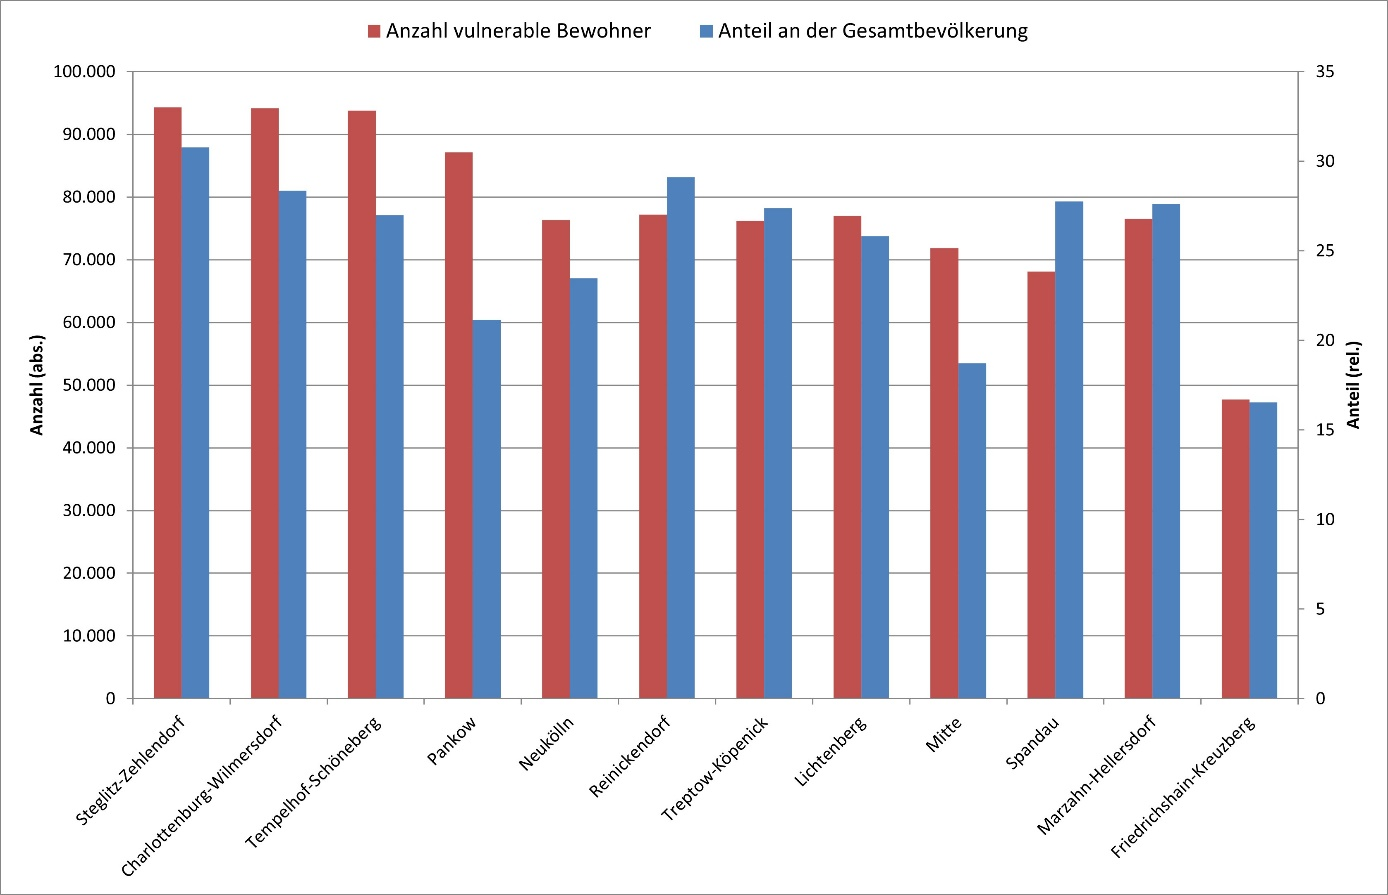 Anzahl vulnerable Bewohner Anteil an der Gesamtbevölkerung
100.000
90.000
80.000
70.000
60.000
50.000
40.000
30.000
20.000
10.000
0
Anzahl (abs.)
35
30
25
20
15
10
5
0
Anteil (rel.)
Steglitz-Zehlendorf
Charlottenburg-Wilmersdorf
Tempelhof-Schöneberg
Pankow
Neukölln
Reinickendorf
Treptow-Köpenick
Lichtenberg
Mitte
Spandau
Marzahn-Hellersdorf
Friedrichshain-Kreuzberg